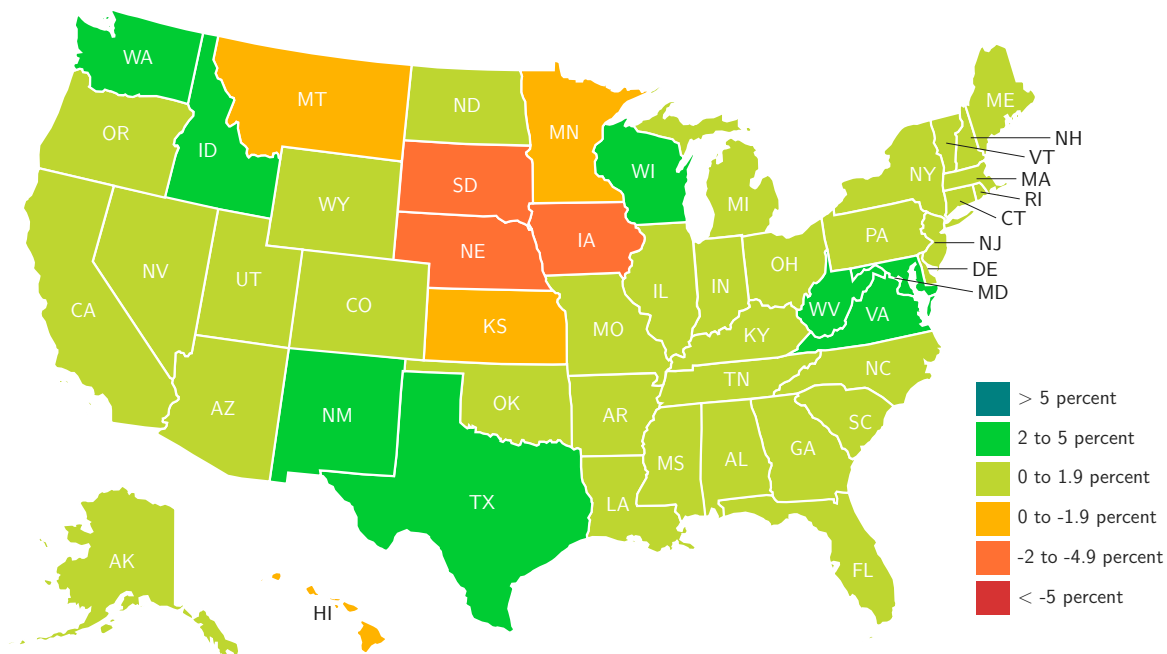 WA
MT
ND
ME
MN
OR
NH
ID
VT
WI
NY
MA
SD
RI
WY
MI
CT
PA
IA
NJ
NE
OH
DE
NV
UT
IN
IL
MD
CO
CA
WV
VA
KS
MO
KY
NC
TN
> 5 percent
OK
AZ
NM
AR
SC
2 to 5 percent
GA
AL
MS
0 to 1.9 percent
TX
LA
0 to -1.9 percent
AK
-2 to -4.9 percent
FL
< -5 percent
HI